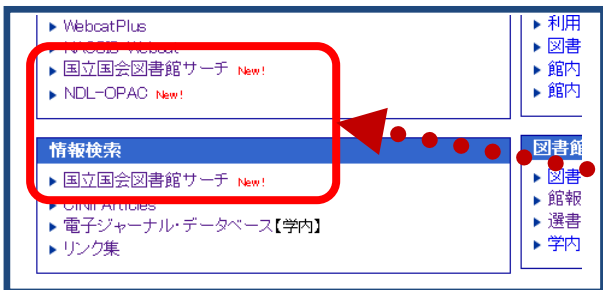 WebcatPlus
国立国会図書館サーチ New!
NDL-OPAC New!
情報検索
国立国会図書館サーチ New!
CiNii Articles
電子ジャーナル・データベース【学内】
リンク集
利用
図書
館内
館内
図書館
図書
館報
選書
学内